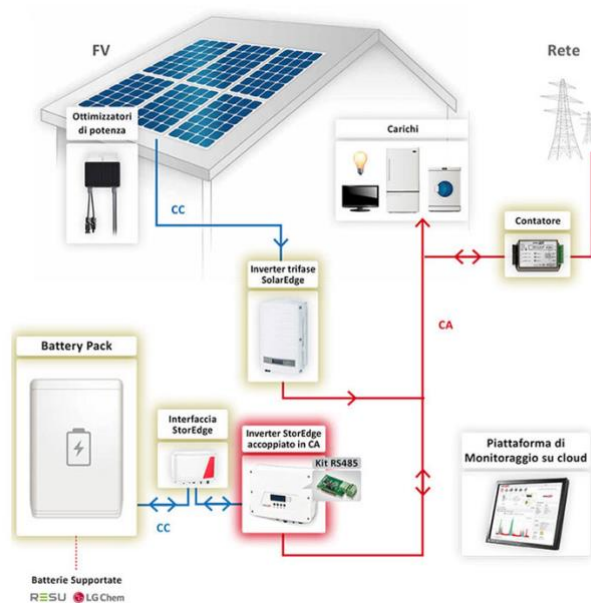 FV
Rete
Ottimizzatori
di potenza
Carichi
CC
Contatore
Inverter trifase
SolarEdge
CA
Battery Pack
Interfaccia
StorEdge
Inverter StorEdge
accoppiato in CA
Kit RS485
Piattaforma di
Monitoraggio su cloud
CC
Batterie Supportate
RESU LG Chem